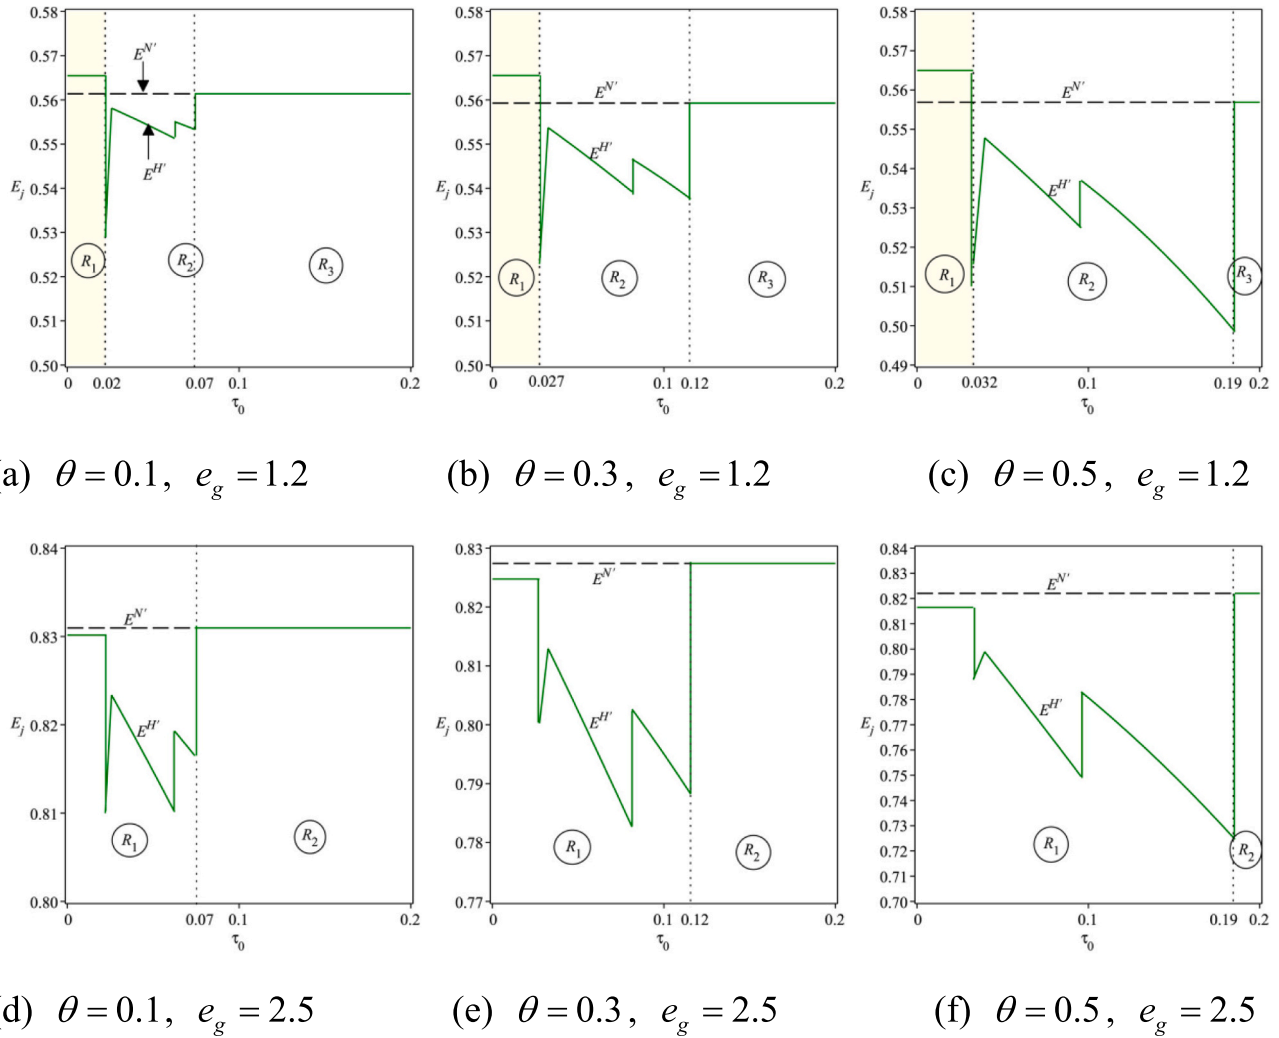 0.58 0.57 0.56 0.55 0.54 0.53 0.52 0.51 0.50
E_j
E^{N'}
E^{H'}
R_1 R_2 R_3
0 0.02 0.07 0.1 0.2
τ_0
0.58 0.57 0.56 0.55 0.54 0.53 0.52 0.51 0.50
E_j
E^{N'}
E^{H'}
R_1 R_2 R_3
0 0.027 0.1 0.12 0.2
τ_0
0.58 0.57 0.56 0.55 0.54 0.53 0.52 0.51 0.50 0.49
E_j
E^{N'}
E^{H'}
R_1 R_2 R_3
0 0.032 0.1 0.19 0.2
τ_0
a) θ = 0.1, e_g = 1.2
(b) θ = 0.3, e_g = 1.2
(c) θ = 0.5, e_g = 1.2
0.84 0.83 0.82 0.81 0.80
E_j
E^{N'}
E^{H'}
R_1 R_2
0 0.07 0.1 0.2
τ_0
0.83 0.82 0.81 0.80 0.79 0.78 0.77
E_j
E^{N'}
E^{H'}
R_1 R_2
0 0.1 0.12 0.2
τ_0
0.84 0.83 0.82 0.81 0.80 0.79 0.78 0.77 0.76 0.75 0.74 0.73 0.72 0.71 0.70
E_j
E^{N'}
E^{H'}
R_1 R_2
0 0.1 0.19 0.2
τ_0
d) θ = 0.1, e_g = 2.5
(e) θ = 0.3, e_g = 2.5
(f) θ = 0.5, e_g = 2.5